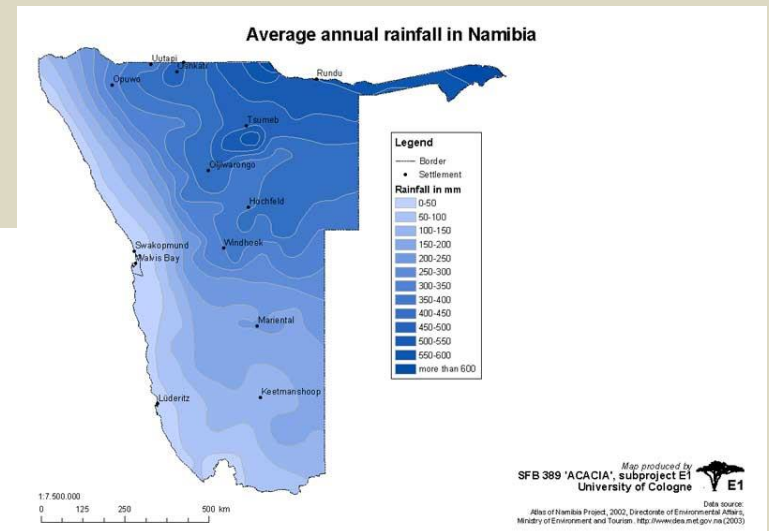 Average annual rainfall in Namibia
Uutapi
Oshkati
Opuwo
Rundu
Tsumeb
Otjiwarongo
Hochfeld
Windhoek
Swakopmund
Walvis Bay
Mariental
Keetmanshoop
Lüderitz
Legend
Border
Settlement
Rainfall in mm
0-50
50-100
100-150
150-200
200-250
250-300
300-350
350-400
400-450
450-500
500-550
550-600
more than 600
1:7.500.000
0 125 250 500 km
Map produced by
SFB 389 'ACACIA', subproject E1
University of Cologne
E1
Data source:
Atlas of Namibia Project, 2002, Directorate of Environmental Affairs,
Ministry of Environment and Tourism. http://www.dea.met.gov.na (2003)